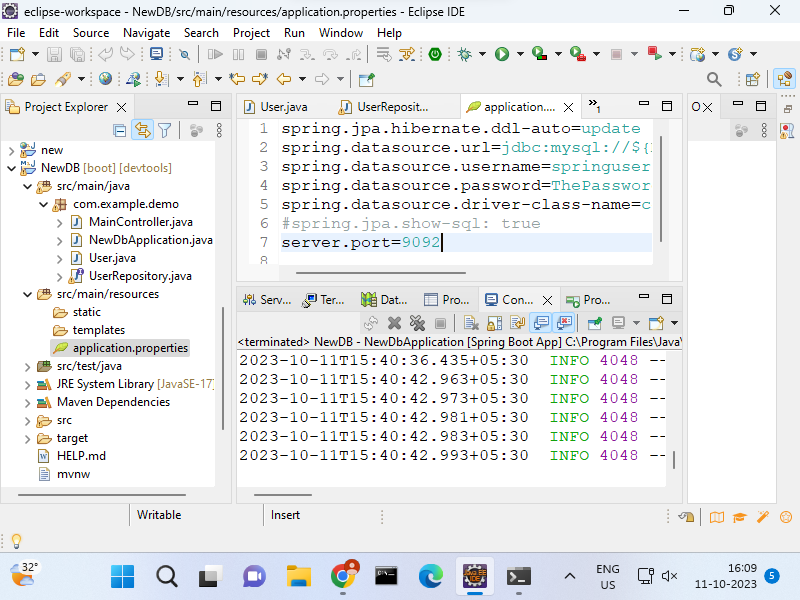 eclipse-workspace - NewDB/src/main/resources/application.properties - Eclipse IDE
File Edit Source Navigate Search Project Run Window Help
Project Explorer
new
NewDB [boot] [devtools]
src/main/java
com.example.demo
MainController.java
NewDbApplication.java
User.java
UserRepository.java
src/main/resources
static
templates
application.properties
src/test/java
JRE System Library [JavaSE-17]
Maven Dependencies
src
target
HELP.md
mvnw
User.java UserReposit... application.... »1
1 spring.jpa.hibernate.ddl-auto=update
2 spring.datasource.url=jdbc:mysql://${
3 spring.datasource.username=springuser
4 spring.datasource.password=ThePasswor
5 spring.datasource.driver-class-name=c
6 #spring.jpa.show-sql: true
7 server.port=9092
8
O
Serv... Ter... Dat... Pro... Con... Pro...
<terminated> NewDB - NewDbApplication [Spring Boot App] C:\Program Files\Java\
2023-10-11T15:40:36.435+05:30 INFO 4048 --
2023-10-11T15:40:42.963+05:30 INFO 4048 --
2023-10-11T15:40:42.973+05:30 INFO 4048 --
2023-10-11T15:40:42.981+05:30 INFO 4048 --
2023-10-11T15:40:42.983+05:30 INFO 4048 --
2023-10-11T15:40:42.993+05:30 INFO 4048 --
Writable Insert
32°
ENG
US
16:09
11-10-2023
5